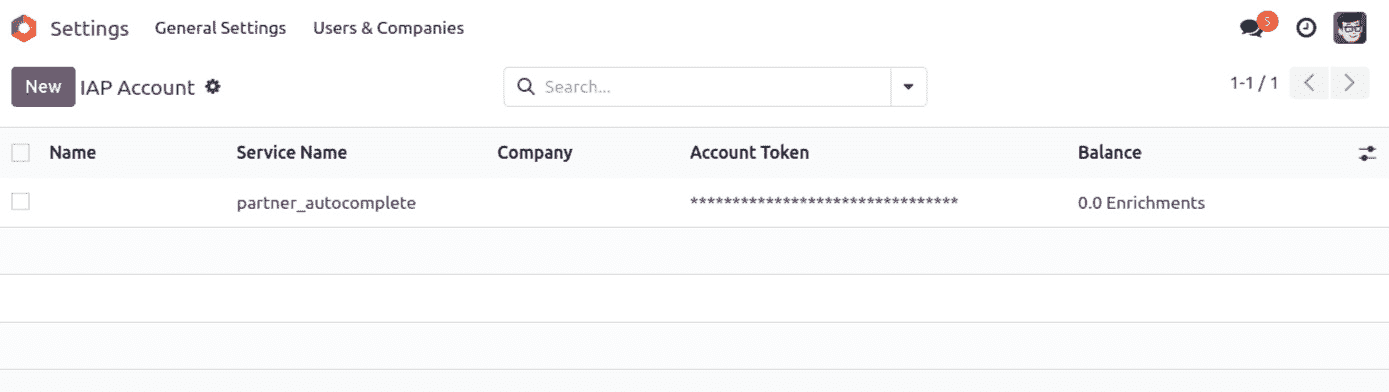 Settings General Settings Users & Companies 5
New IAP Account Search... 1-1 / 1
Name Service Name Company Account Token Balance
partner_autocomplete ******************************** 0.0 Enrichments